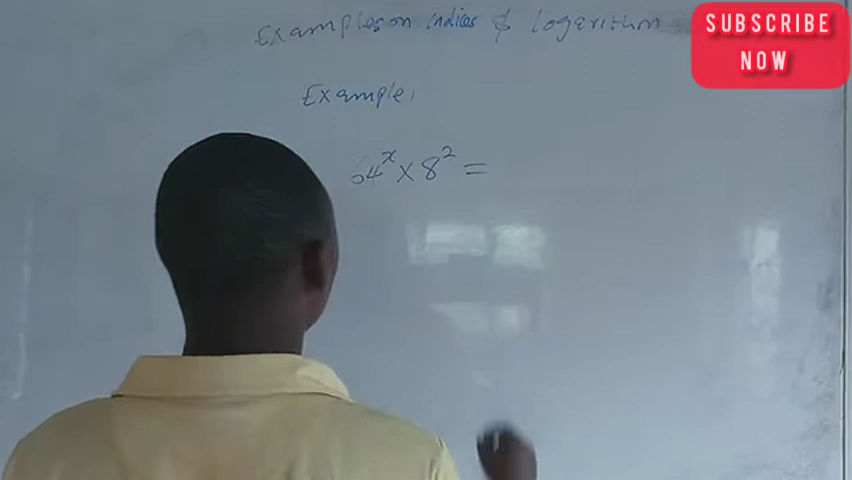 Examples on Indices & logarithm
SUBSCRIBE
NOW
Example 1
64^x × 8^2 =